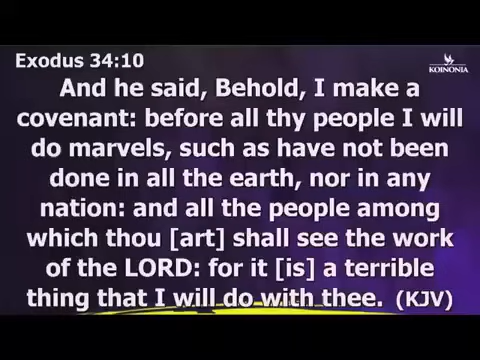 Exodus 34:10
KOINONIA
And he said, Behold, I make a
covenant: before all thy people I will
do marvels, such as have not been
done in all the earth, nor in any
nation: and all the people among
which thou [art] shall see the work
of the LORD: for it [is] a terrible
thing that I will do with thee. (KJV)